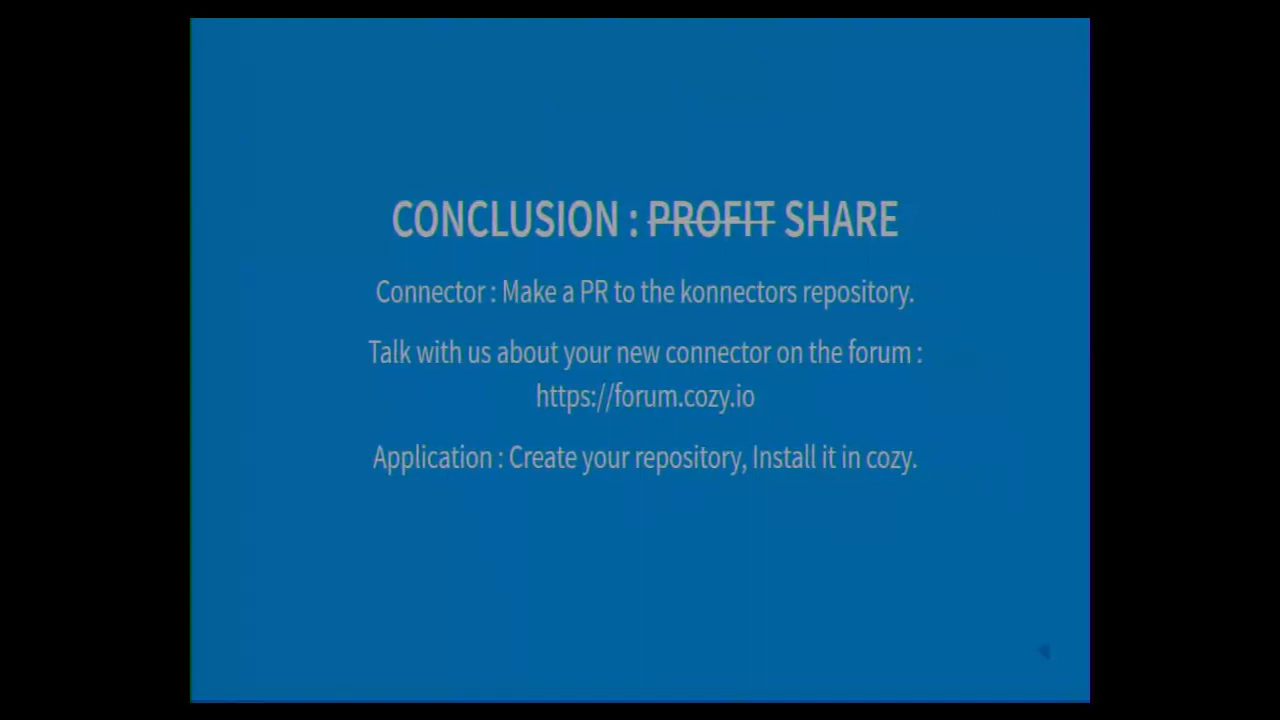 CONCLUSION : PROFIT SHARE
Connector : Make a PR to the konnectors repository.
Talk with us about your new connector on the forum :
https://forum.cozy.io
Application : Create your repository, Install it in cozy.